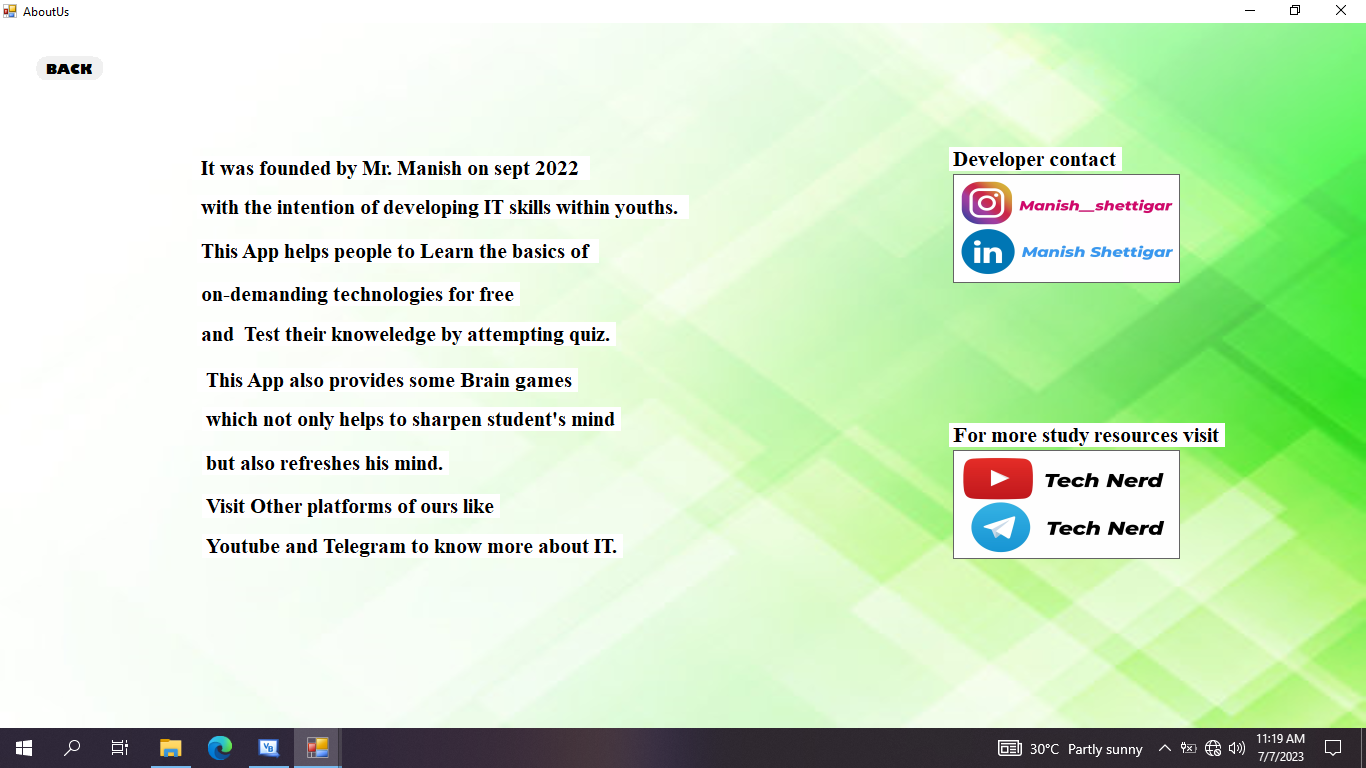 AboutUs
BACK
It was founded by Mr. Manish on sept 2022
with the intention of developing IT skills within youths.
This App helps people to Learn the basics of
on-demanding technologies for free
and  Test their knoweledge by attempting quiz.
This App also provides some Brain games
which not only helps to sharpen student's mind
but also refreshes his mind.
Visit Other platforms of ours like
Youtube and Telegram to know more about IT.
Developer contact
Manish__shettigar
in Manish Shettigar
For more study resources visit
Tech Nerd
Tech Nerd
VB
30°C Partly sunny
11:19 AM
7/7/2023